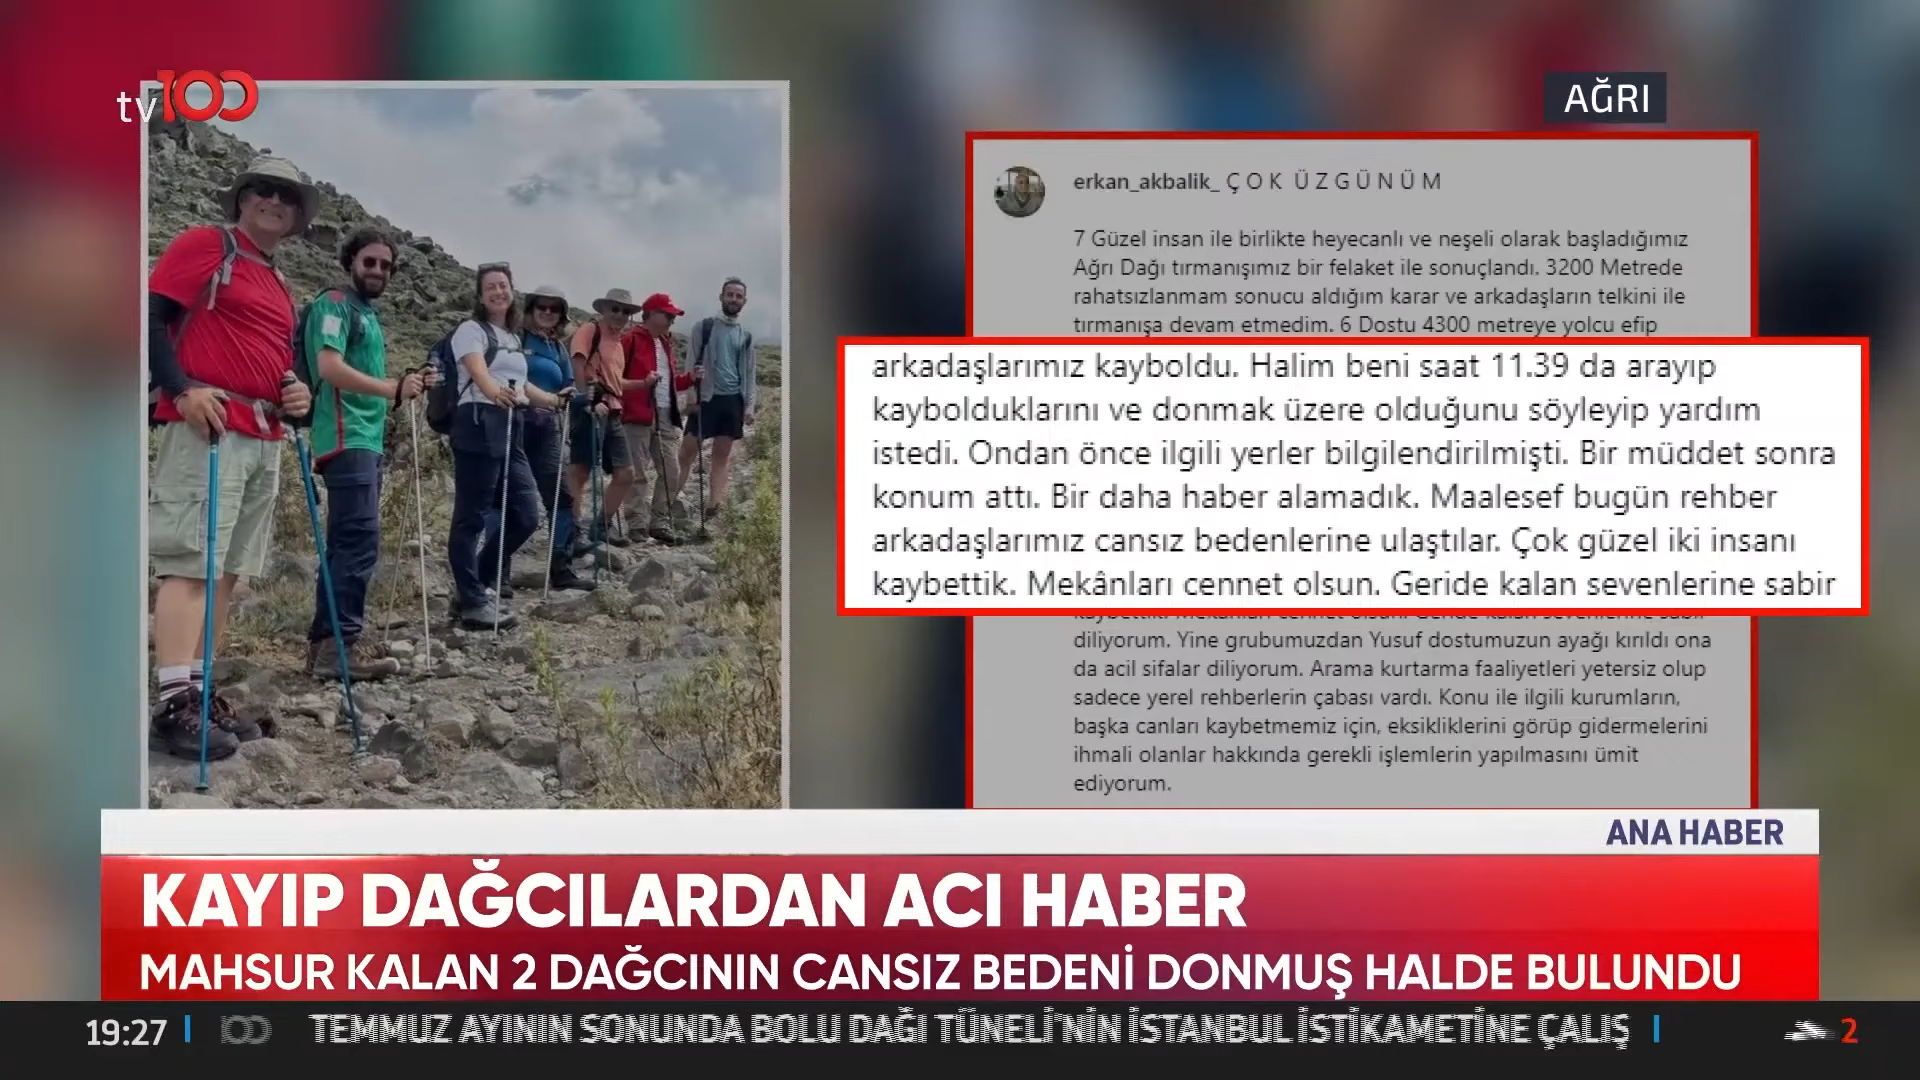 tv100
AĞRI
erkan_akbalik_ Ç O K Ü Z G Ü N Ü M
7 Güzel insan ile birlikte heyecanlı ve neşeli olarak başladığımız
Ağrı Dağı tırmanışımız bir felaket ile sonuçlandı. 3200 Metrede
rahatsızlanmam sonucu aldığım karar ve arkadaşların telkini ile
tırmanışa devam etmedim. 6 Dostu 4300 metreye yolcu efip
arkadaşlarımız kayboldu. Halim beni saat 11.39 da arayıp
kaybolduklarını ve donmak üzere olduğunu söyleyip yardım
istedi. Ondan önce ilgili yerler bilgilendirilmişti. Bir müddet sonra
konum attı. Bir daha haber alamadık. Maalesef bugün rehber
arkadaşlarımız cansız bedenlerine ulaştılar. Çok güzel iki insanı
kaybettik. Mekânları cennet olsun. Geride kalan sevenlerine sabir
diliyorum. Yine grubumuzdan Yusuf dostumuzun ayağı kırıldı ona
da acil sifalar diliyorum. Arama kurtarma faaliyetleri yetersiz olup
sadece yerel rehberlerin çabası vardı. Konu ile ilgili kurumların,
başka canları kaybetmemiz için, eksikliklerini görüp gidermelerini
ihmali olanlar hakkında gerekli işlemlerin yapılmasını ümit
ediyorum.
ANA HABER
KAYIP DAĞCILARDAN ACI HABER
MAHSUR KALAN 2 DAĞCININ CANSIZ BEDENİ DONMUŞ HALDE BULUNDU
19:27 100 TEMMUZ AYININ SONUNDA BOLU DAĞI TÜNELİ'NİN İSTANBUL İSTİKAMETİNE ÇALIŞ 2